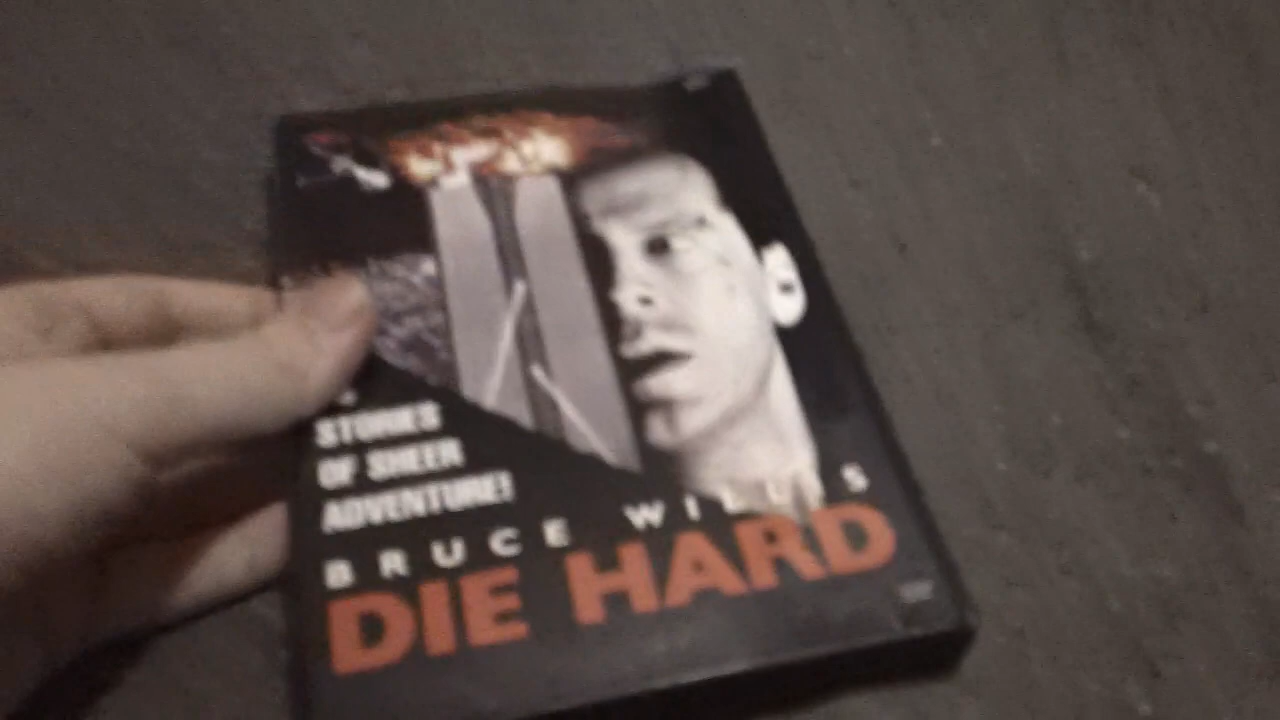 STORIES
OF SHEER
ADVENTURE!
BRUCE WILLIS
DIE HARD